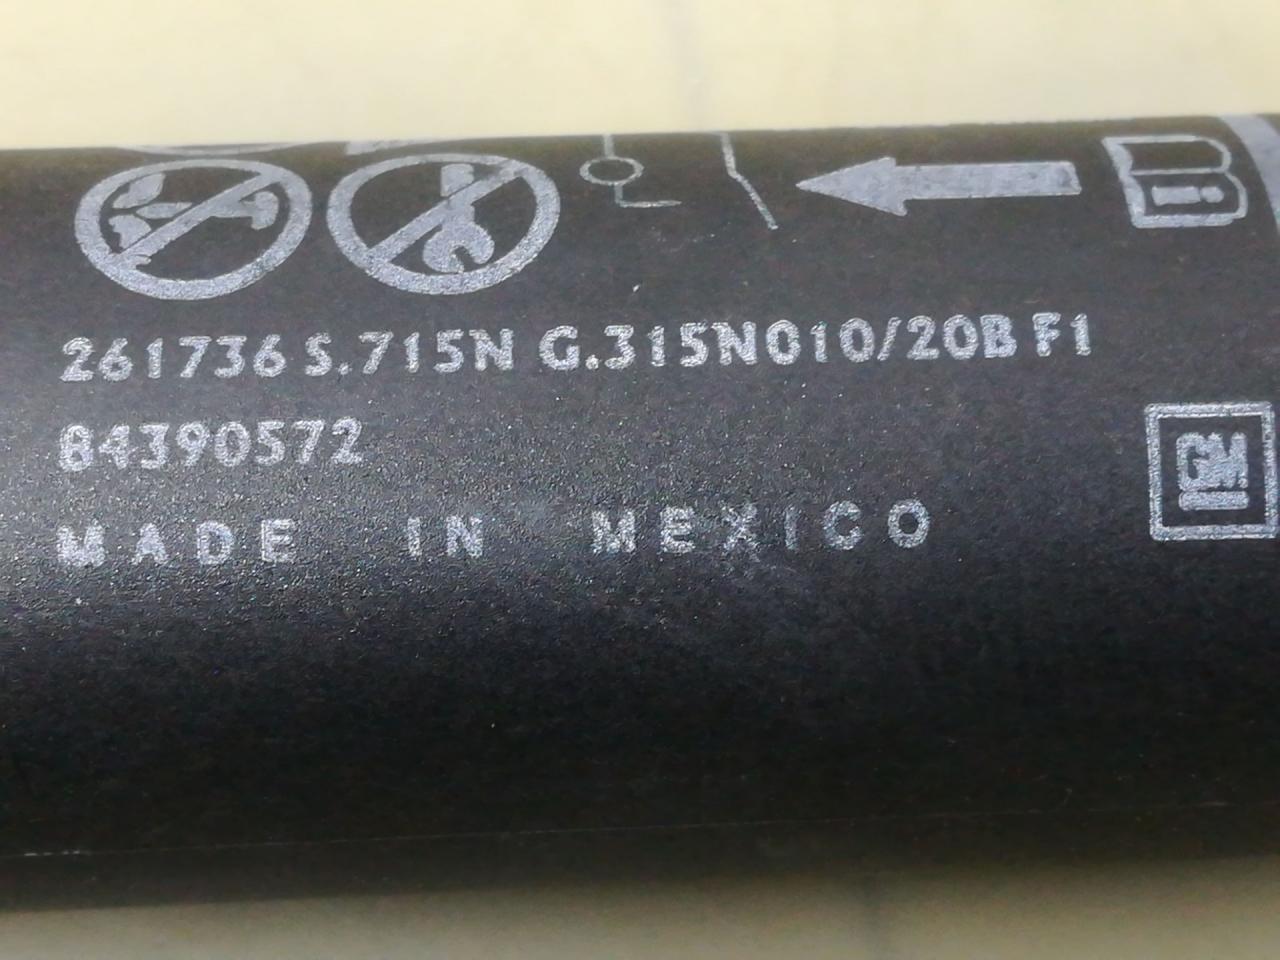 261736 S.715N G.315N010/20B F1
84390572
MADE IN MEXICO
GM
i